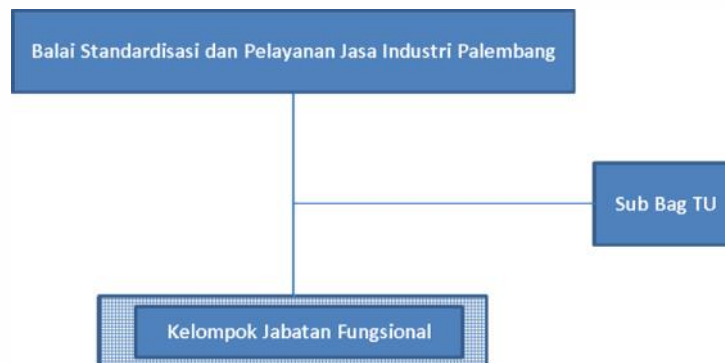 Balai Standardisasi dan Pelayanan Jasa Industri Palembang
Sub Bag TU
Kelompok Jabatan Fungsional